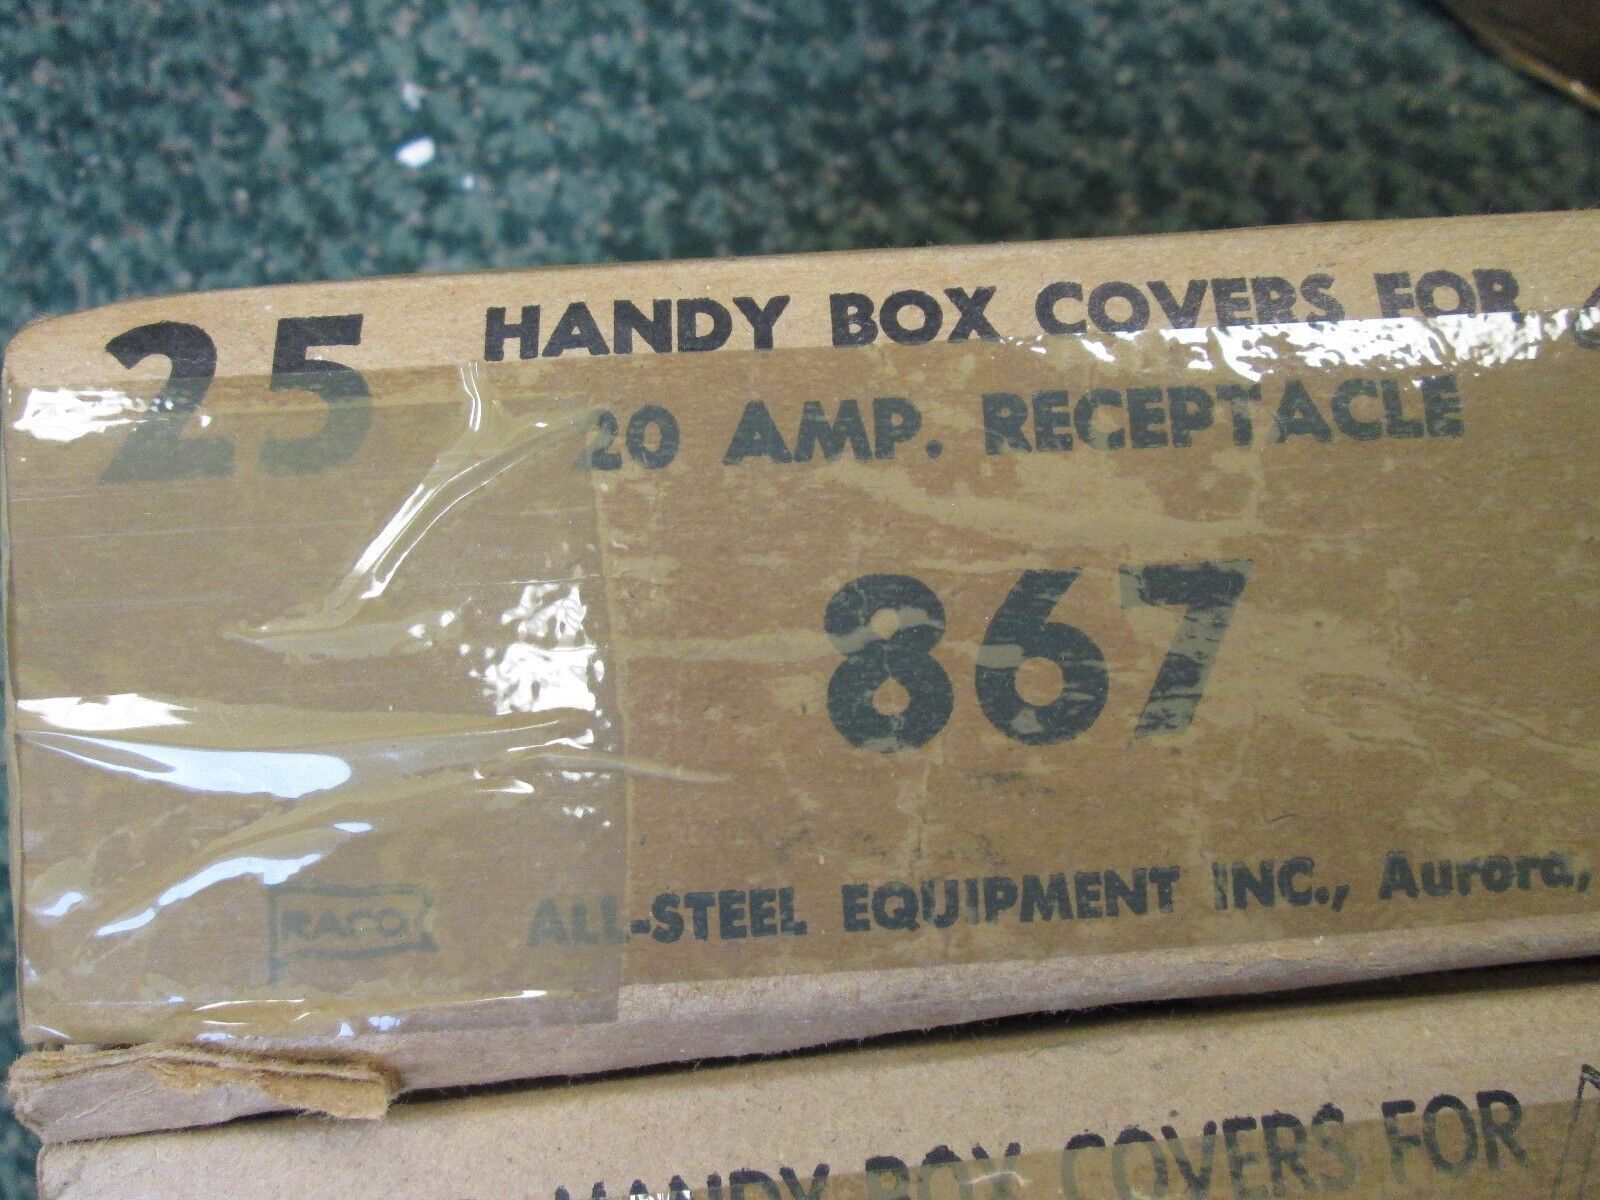 25 HANDY BOX COVERS FOR
20 AMP. RECEPTACLE
867
RACO ALL-STEEL EQUIPMENT INC., Aurora,
HANDY BOX COVERS FOR